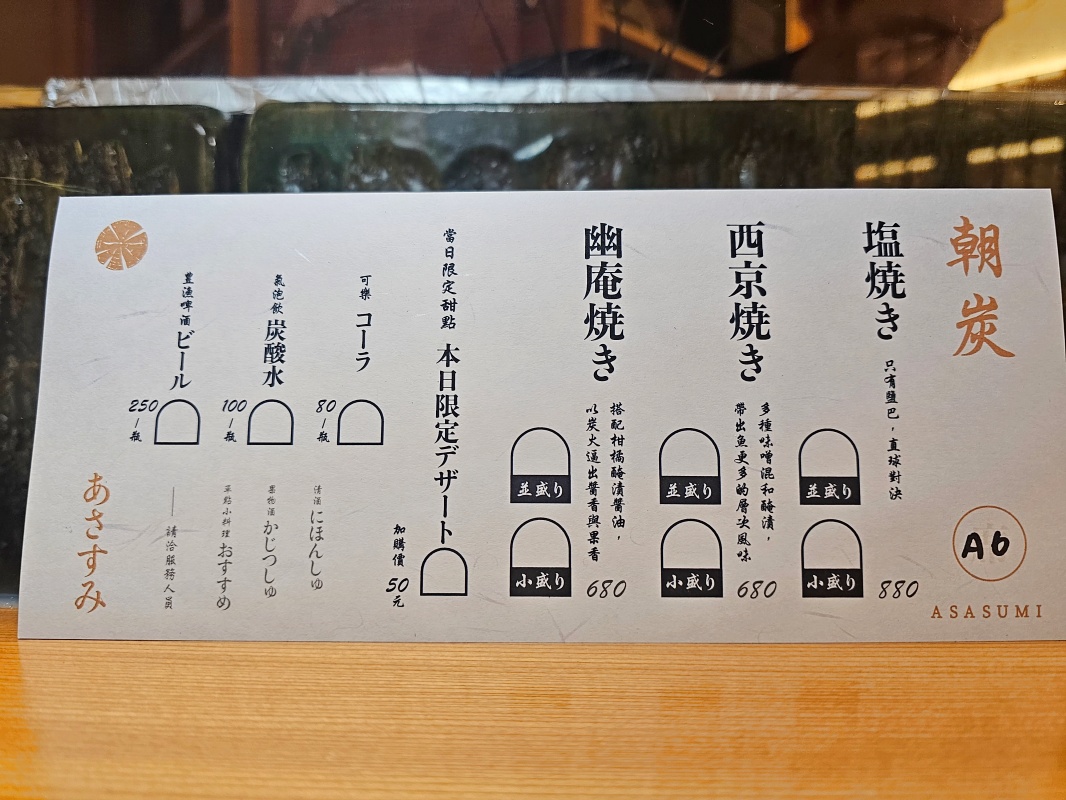 朝炭
A6
ASASUMI
塩焼き
只有鹽巴，直球對決
並盛り
小盛り
880
西京焼き
多種味噌混和醃漬，
帶出魚更多的層次風味
並盛り
小盛り
680
幽庵焼き
搭配柑橘醃漬醬油，
以炭火逼出醬香與果香
並盛り
小盛り
680
當日限定甜點 本日限定デザート
加購價
50
元
可樂 コーラ
80/瓶
氣泡飲 炭酸水
100/瓶
豐漁啤酒 ビール
250/瓶
清酒 にほんしゅ
果物酒 かじつしゅ
單點小料理 おすすめ
—— 請洽服務人員
あさすみ